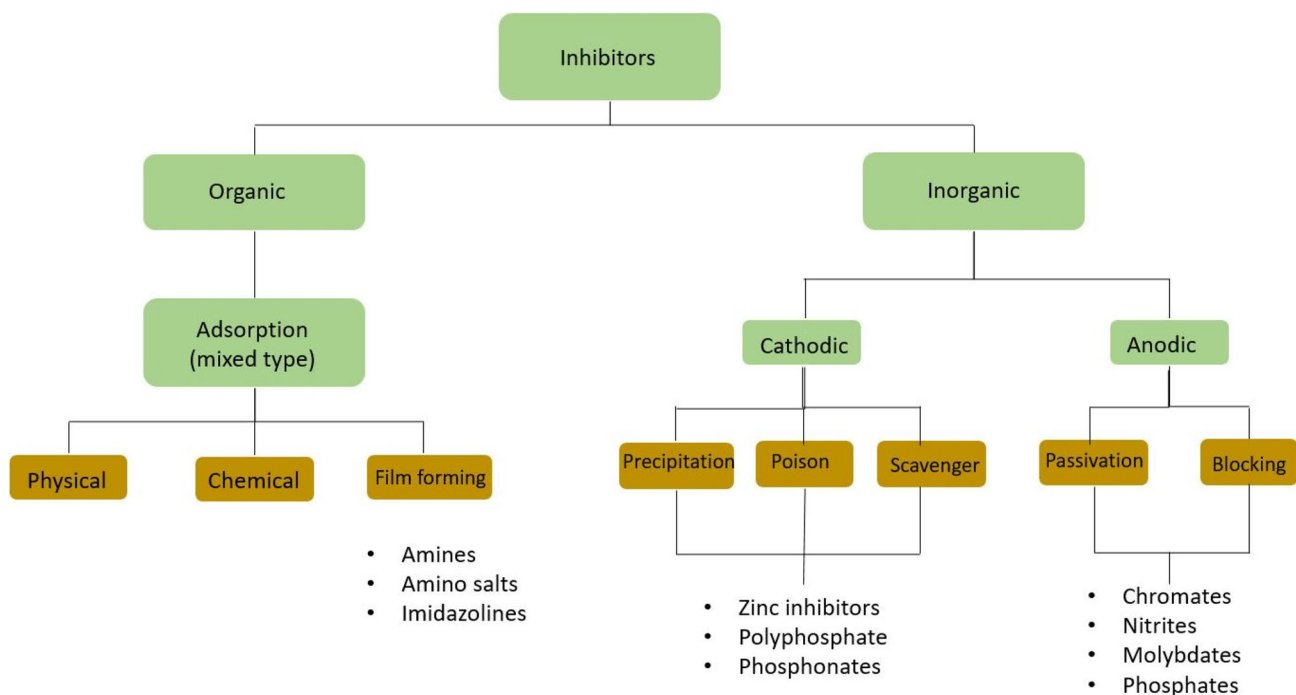 Inhibitors
Organic
Inorganic
Adsorption
(mixed type)
Cathodic
Anodic
Physical
Chemical
Film forming
Precipitation
Poison
Scavenger
Passivation
Blocking
• Amines
• Amino salts
• Imidazolines
• Zinc inhibitors
• Polyphosphate
• Phosphonates
• Chromates
• Nitrites
• Molybdates
• Phosphates